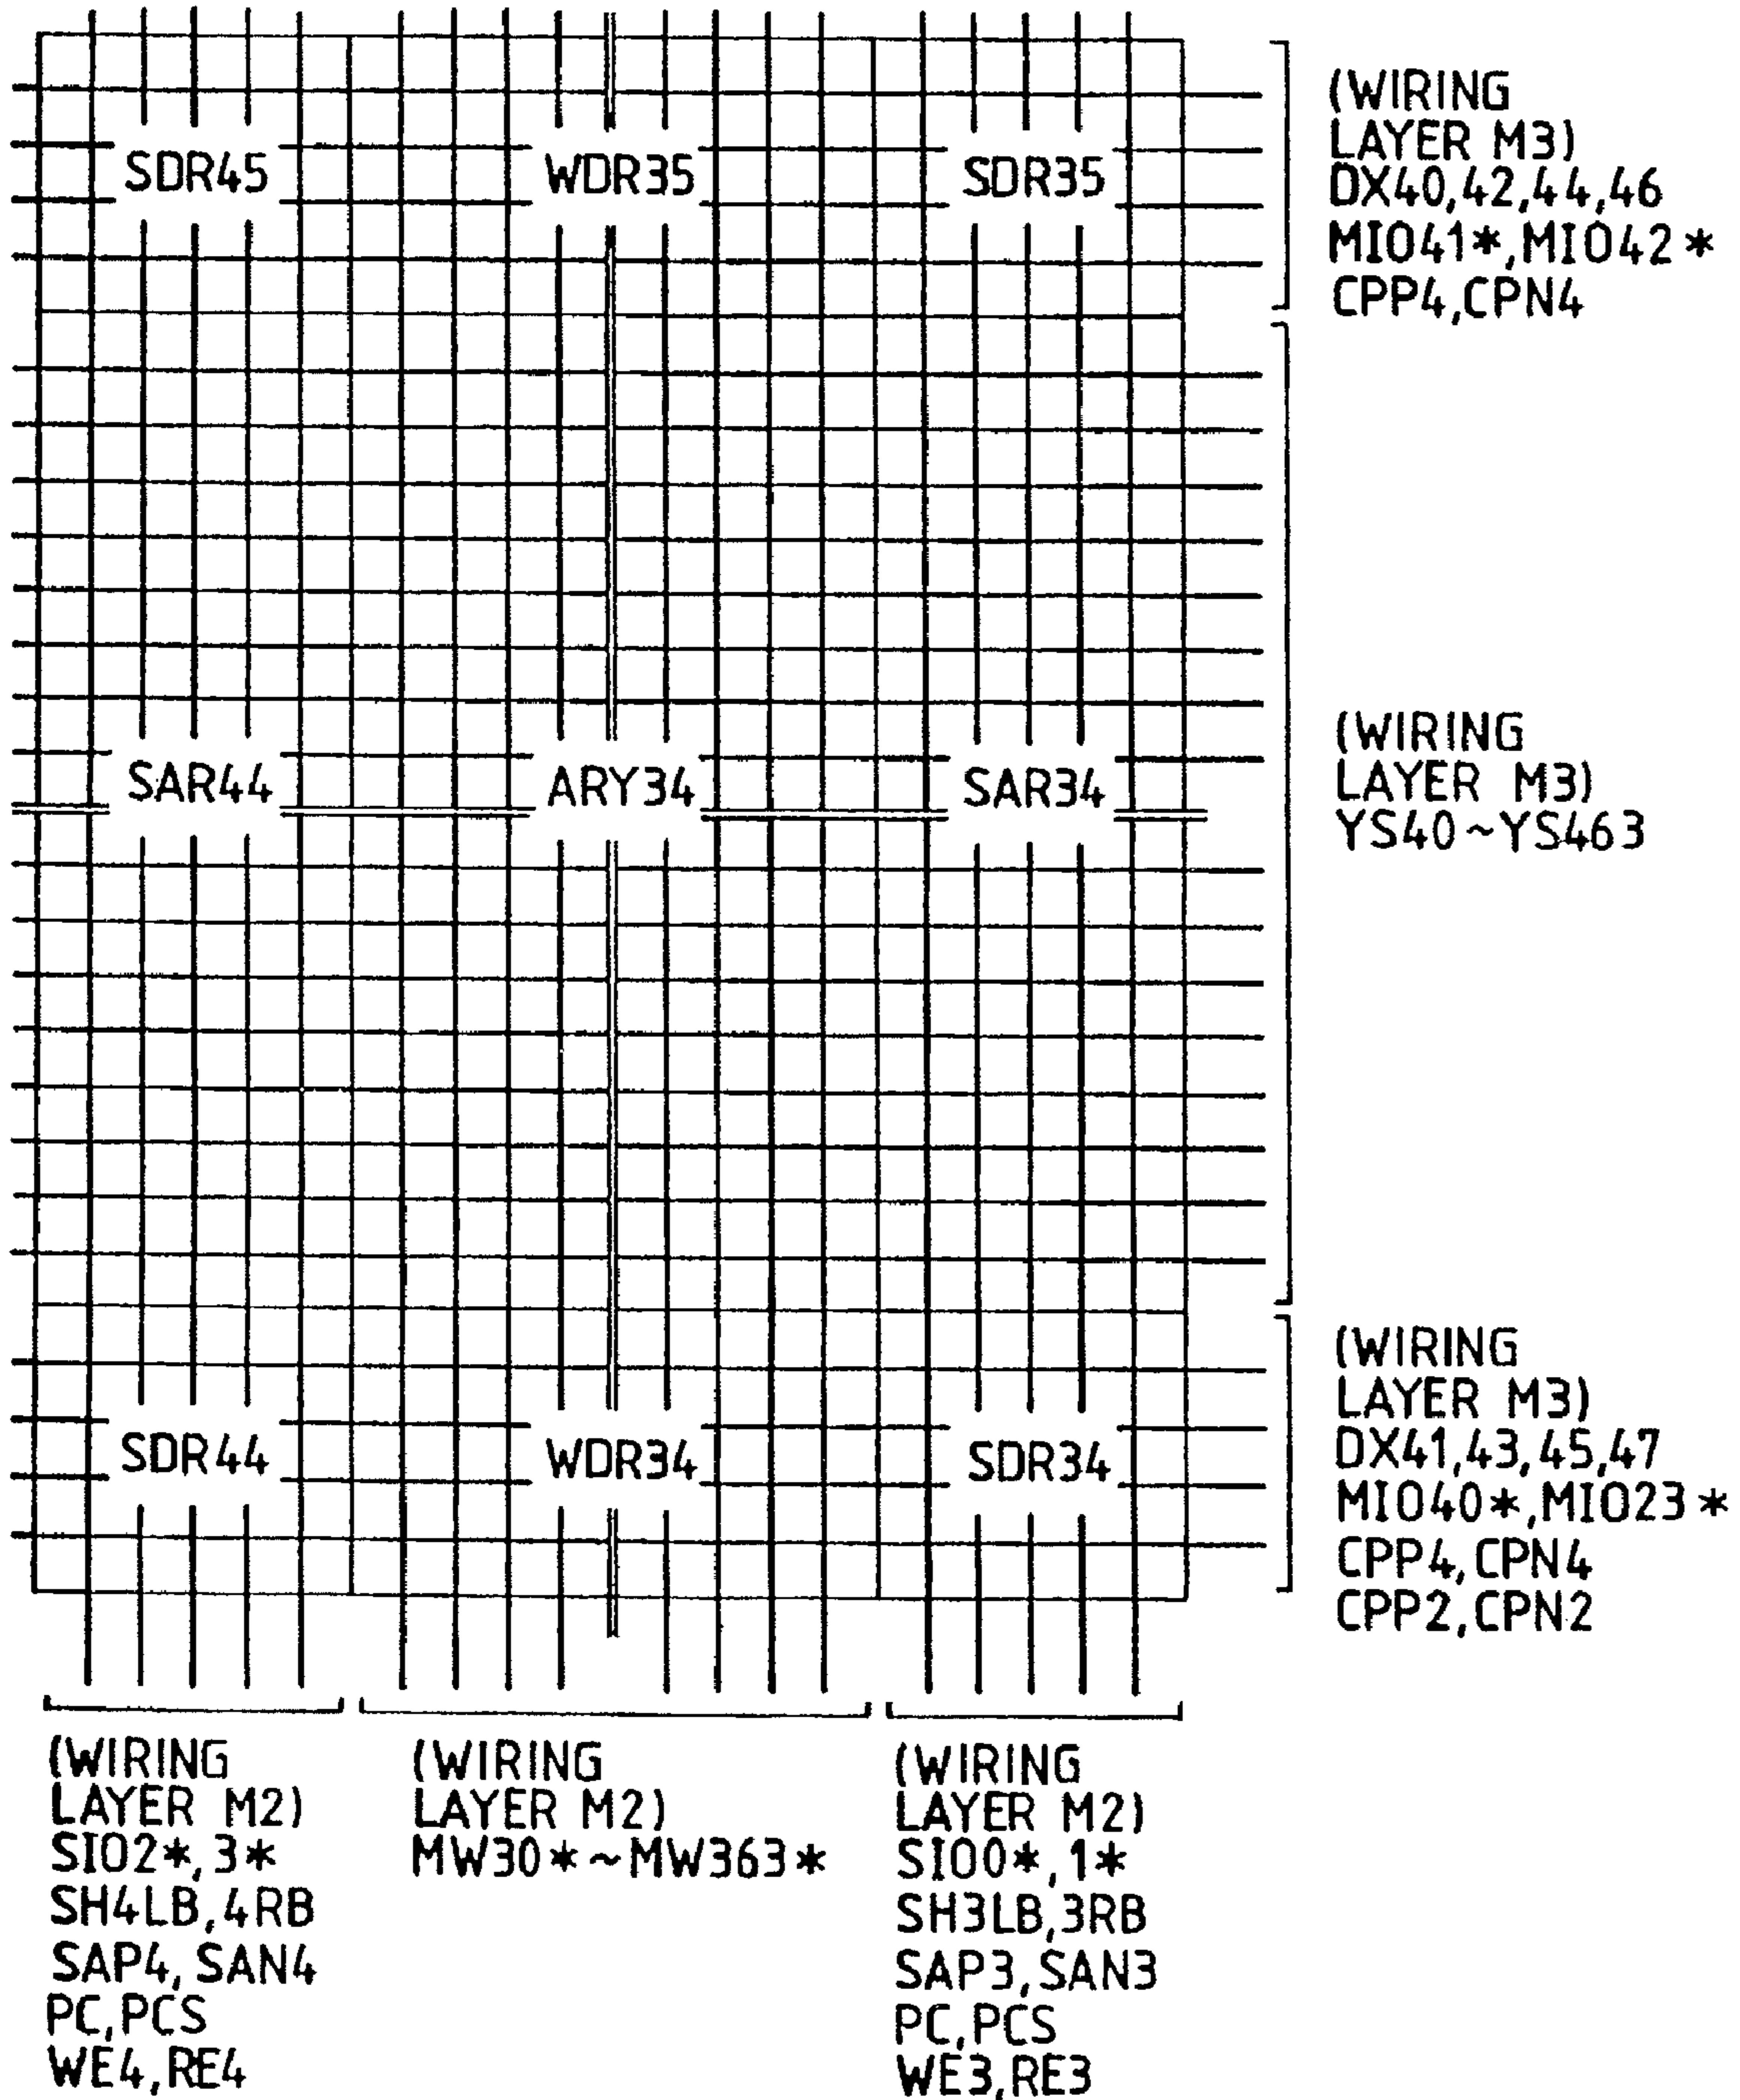 (WIRING
LAYER M3)
DX40,42,44,46
MIO41*,MIO42*
CPP4,CPN4
SDR45 WDR35 SDR35
(WIRING
LAYER M3)
YS40~YS463
SAR44 ARY34 SAR34
(WIRING
LAYER M3)
DX41,43,45,47
MIO40*,MIO23*
CPP4,CPN4
CPP2,CPN2
SDR44 WDR34 SDR34
(WIRING
LAYER M2)
SIO2*,3*
SH4LB,4RB
SAP4,SAN4
PC,PCS
WE4,RE4
(WIRING
LAYER M2)
MW30*~MW363*
(WIRING
LAYER M2)
SIO0*,1*
SH3LB,3RB
SAP3,SAN3
PC,PCS
WE3,RE3